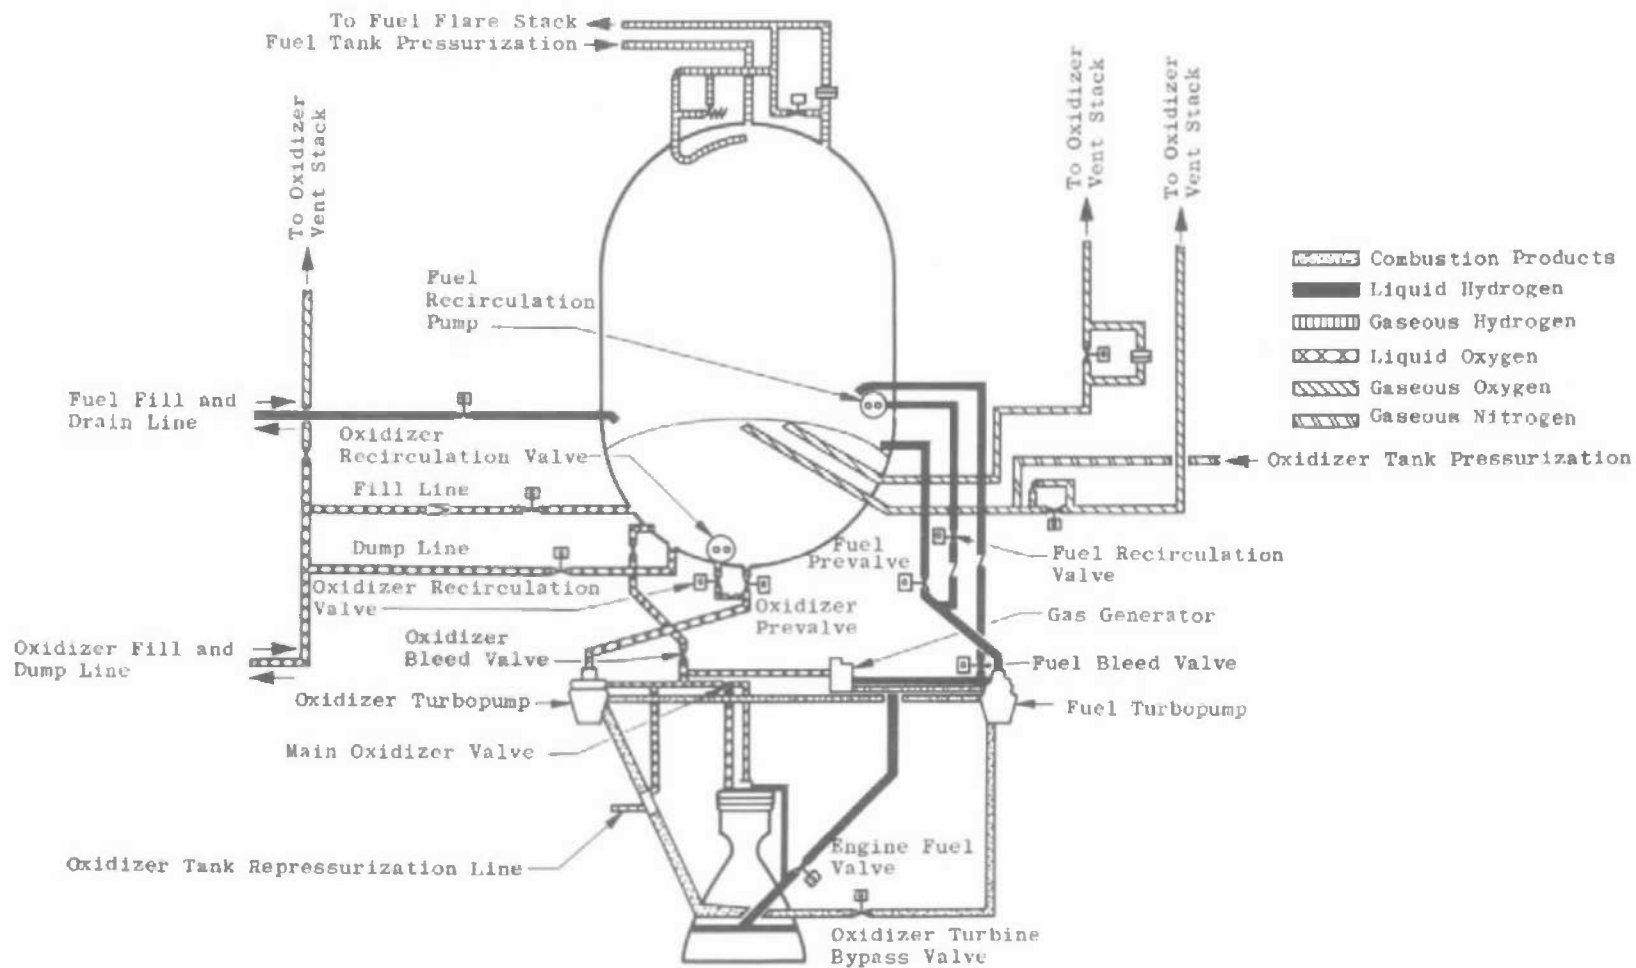 To Fuel Flare Stack
Fuel Tank Pressurization
To Oxidizer
Vent Stack
To Oxidizer
Vent Stack
To Oxidizer
Vent Stack
Combustion Products
Liquid Hydrogen
Gaseous Hydrogen
Liquid Oxygen
Gaseous Oxygen
Gaseous Nitrogen
Fuel
Recirculation
Pump
Fuel Fill and
Drain Line
Oxidizer
Recirculation Valve
Oxidizer Tank Pressurization
Fill Line
Dump Line
Fuel
Prevalve
Fuel Recirculation
Valve
Oxidizer Recirculation
Valve
Oxidizer
Prevalve
Gas Generator
Oxidizer Fill and
Dump Line
Oxidizer
Bleed Valve
Fuel Bleed Valve
Oxidizer Turbopump
Fuel Turbopump
Main Oxidizer Valve
Oxidizer Tank Repressurization Line
Engine Fuel
Valve
Oxidizer Turbine
Bypass Valve